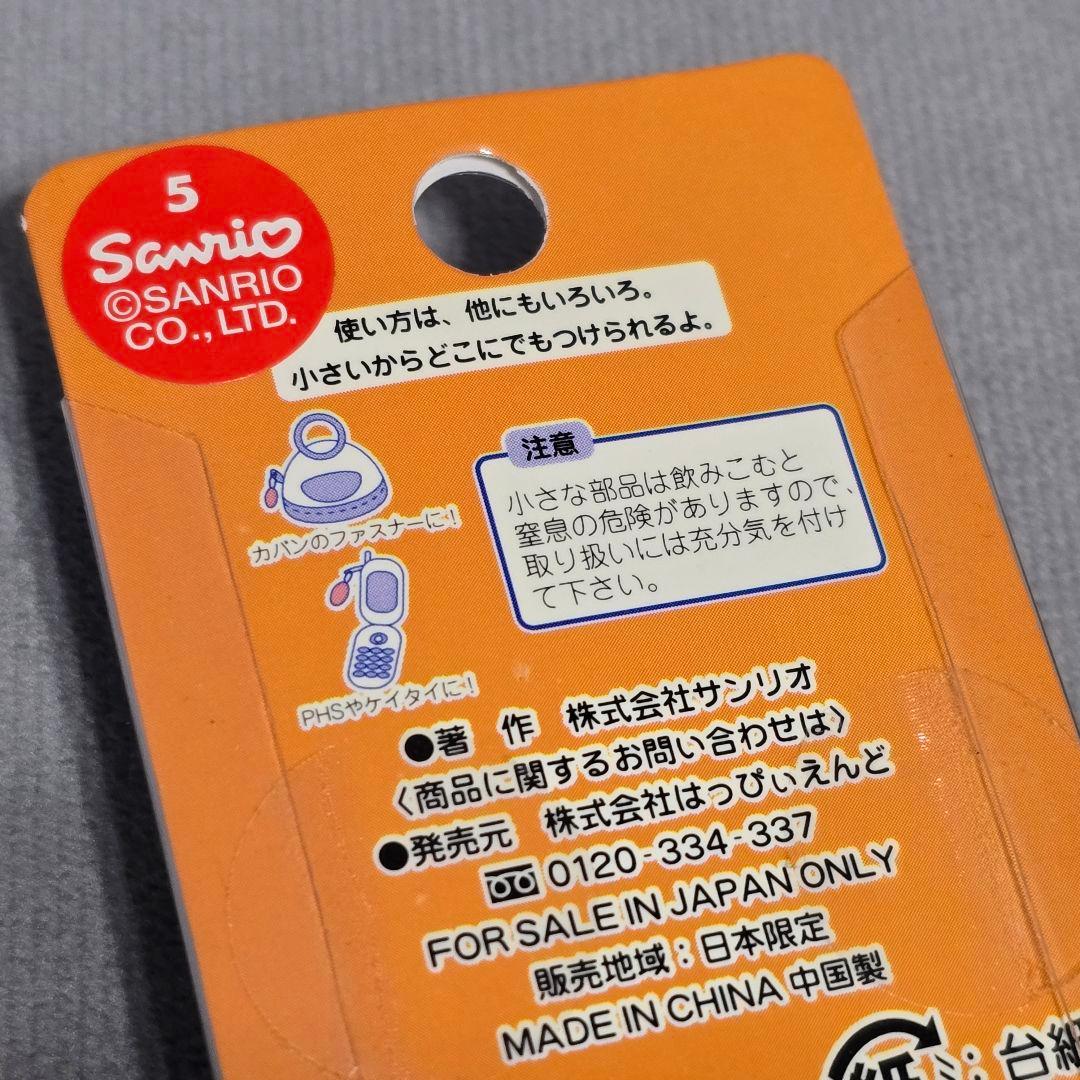 5
Sanrio
©SANRIO
CO., LTD.
使い方は、他にもいろいろ。
小さいからどこにでもつけられるよ。
カバンのファスナーに!
PHSやケイタイに!
注意
小さな部品は飲みこむと
窒息の危険がありますので、
取り扱いには充分気を付け
て下さい。
●著 作 株式会社サンリオ
〈商品に関するお問い合わせは〉
●発売元 株式会社はっぴぃえんど
0120-334-337
FOR SALE IN JAPAN ONLY
販売地域:日本限定
MADE IN CHINA 中国製
紙:台紙